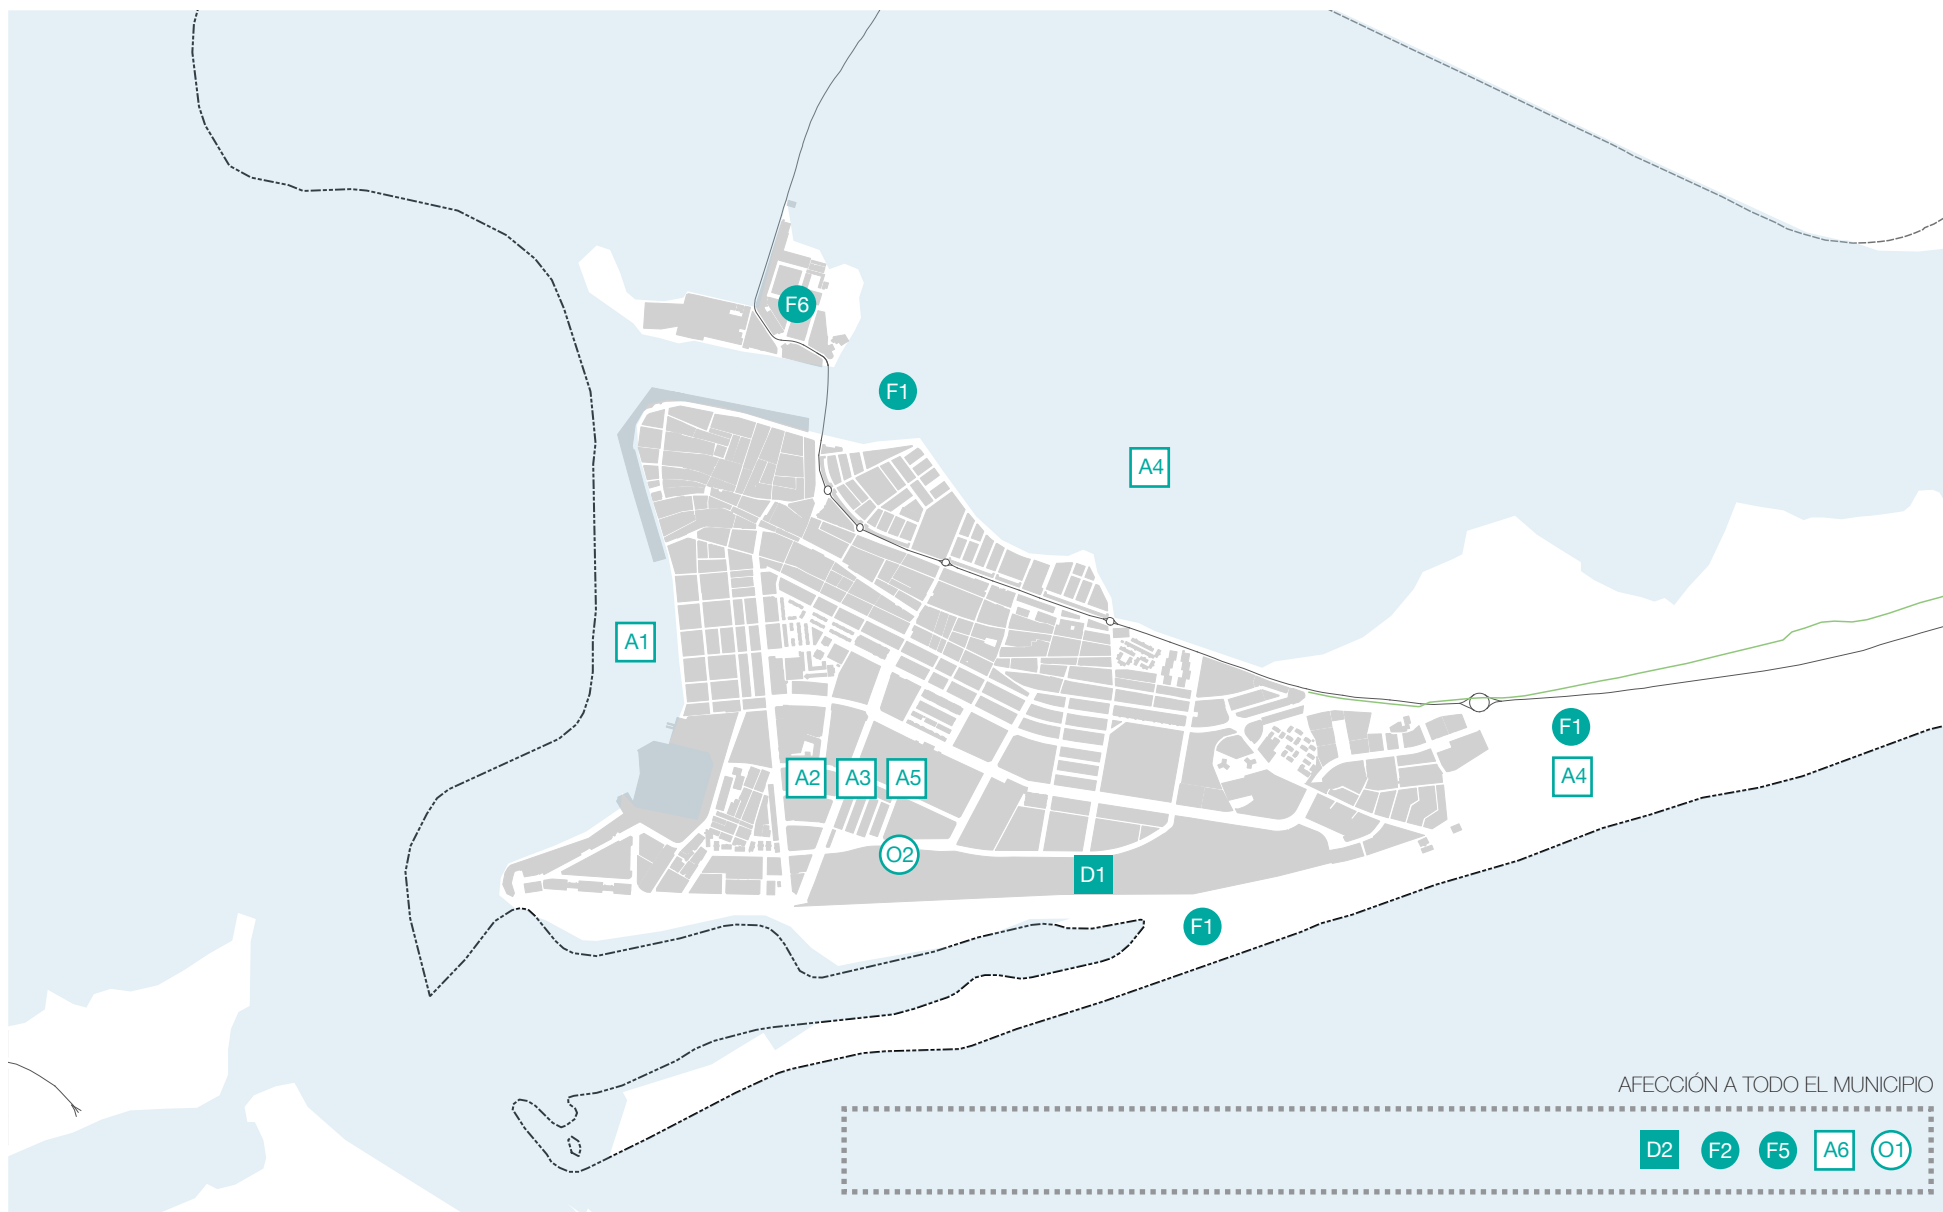 F6
F1
A4
A1
F1
A2 A3 A5
A4
O2
D1
F1
AFECCIÓN A TODO EL MUNICIPIO
D2 F2 F5 A6 O1